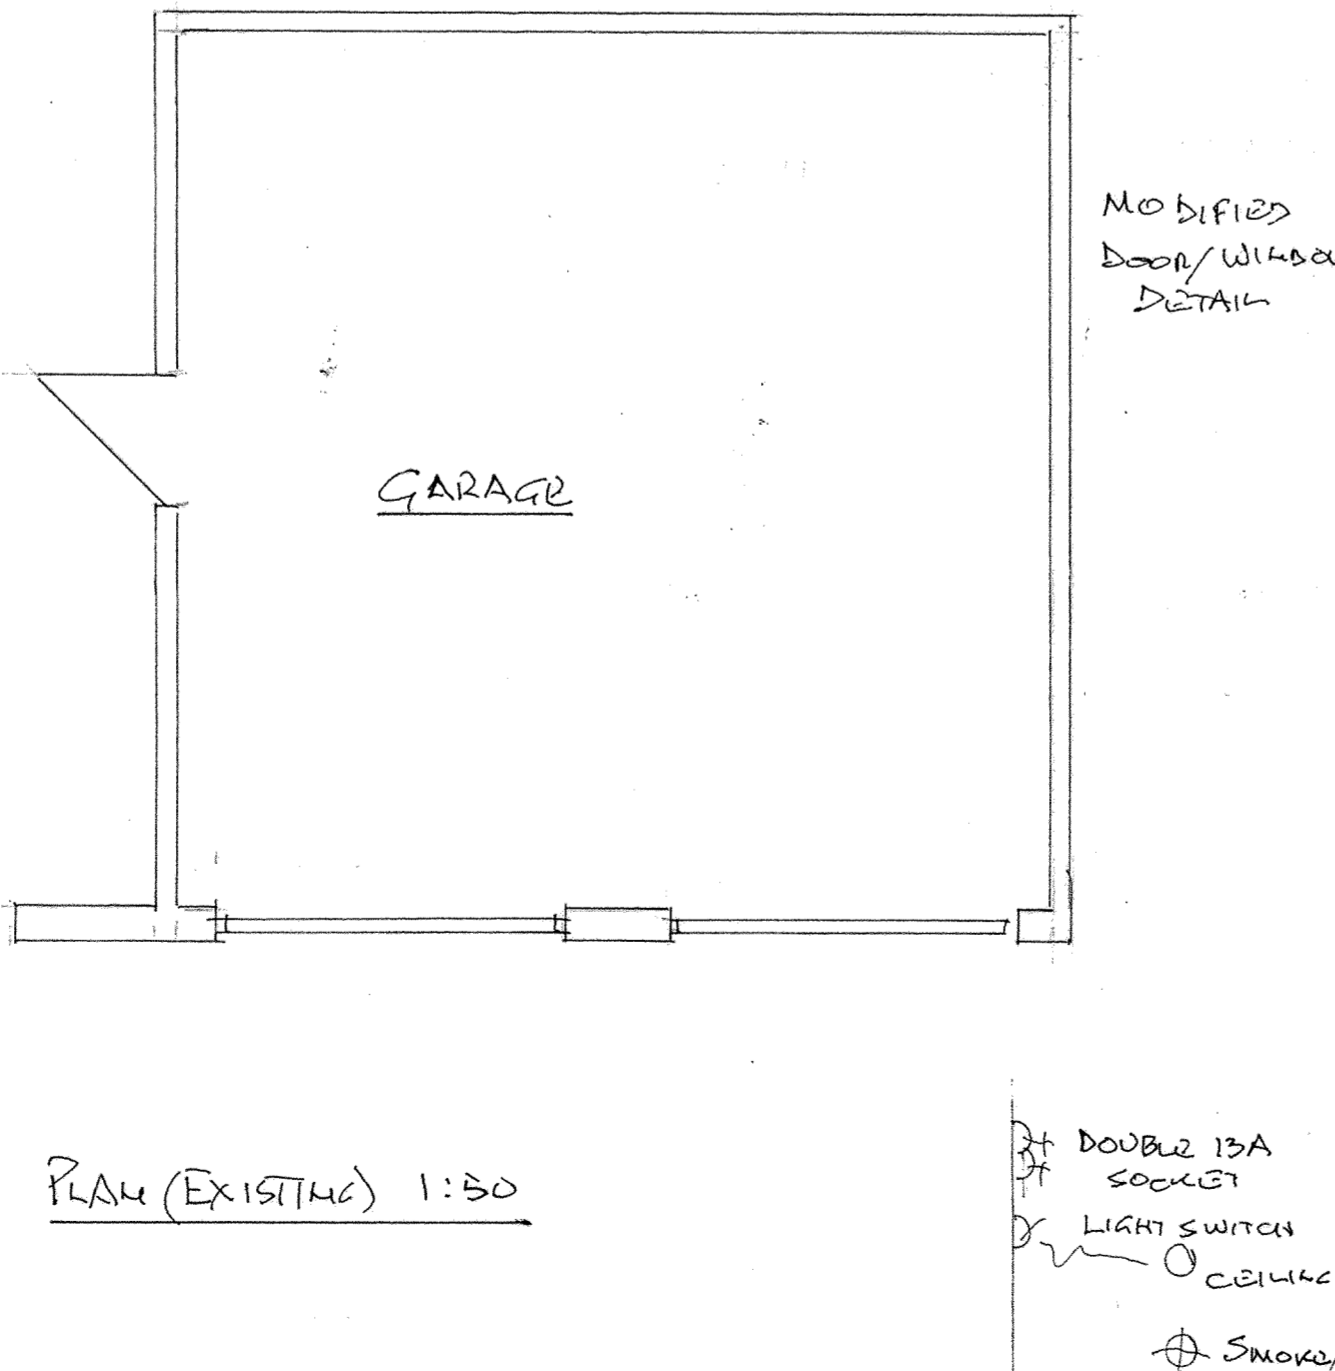 MODIFIED
DOOR/WINDOW
DETAIL
GARAGE
PLAN (EXISTING) 1:50
DOUBLE 13A
SOCKET
LIGHT SWITCH
CEILING
SMOKE/